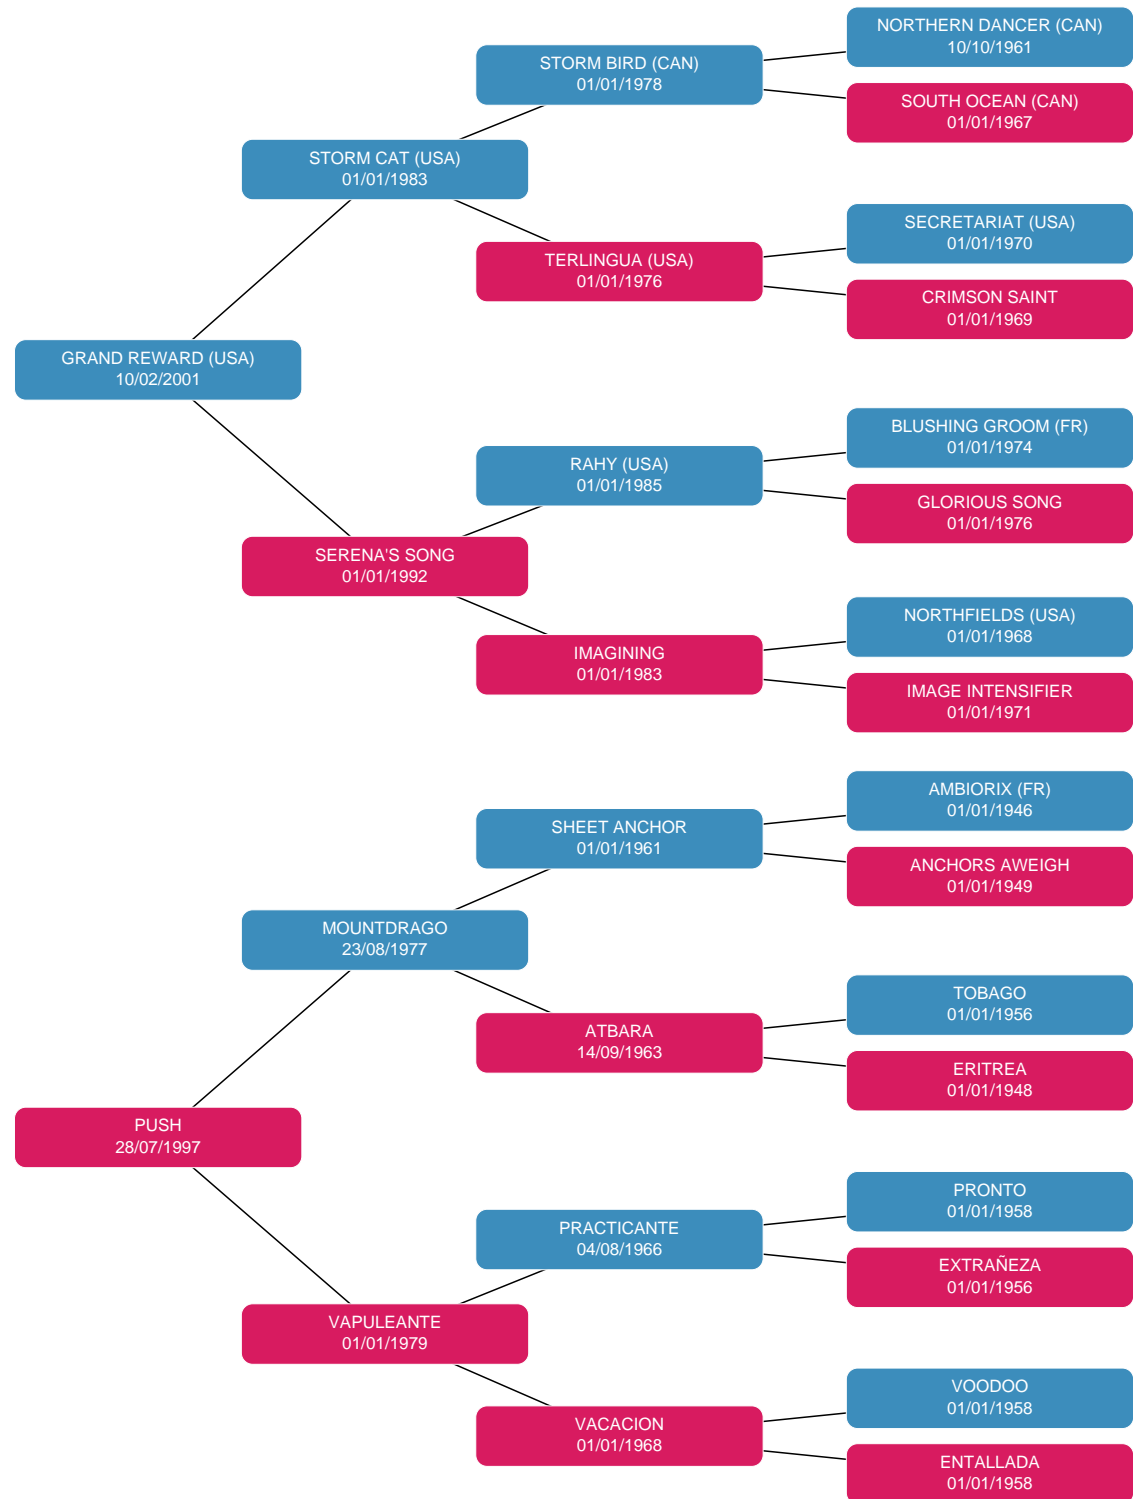 NORTHERN DANCER (CAN)
10/10/1961
STORM BIRD (CAN)
01/01/1978
SOUTH OCEAN (CAN)
01/01/1967
STORM CAT (USA)
01/01/1983
SECRETARIAT (USA)
01/01/1970
TERLINGUA (USA)
01/01/1976
CRIMSON SAINT
01/01/1969
GRAND REWARD (USA)
10/02/2001
BLUSHING GROOM (FR)
01/01/1974
RAHY (USA)
01/01/1985
GLORIOUS SONG
01/01/1976
SERENA'S SONG
01/01/1992
NORTHFIELDS (USA)
01/01/1968
IMAGINING
01/01/1983
IMAGE INTENSIFIER
01/01/1971
AMBIORIX (FR)
01/01/1946
SHEET ANCHOR
01/01/1961
ANCHORS AWEIGH
01/01/1949
MOUNTDRAGO
23/08/1977
TOBAGO
01/01/1956
ATBARA
14/09/1963
ERITREA
01/01/1948
PUSH
28/07/1997
PRONTO
01/01/1958
PRACTICANTE
04/08/1966
EXTRAÑEZA
01/01/1956
VAPULEANTE
01/01/1979
VOODOO
01/01/1958
VACACION
01/01/1968
ENTALLADA
01/01/1958